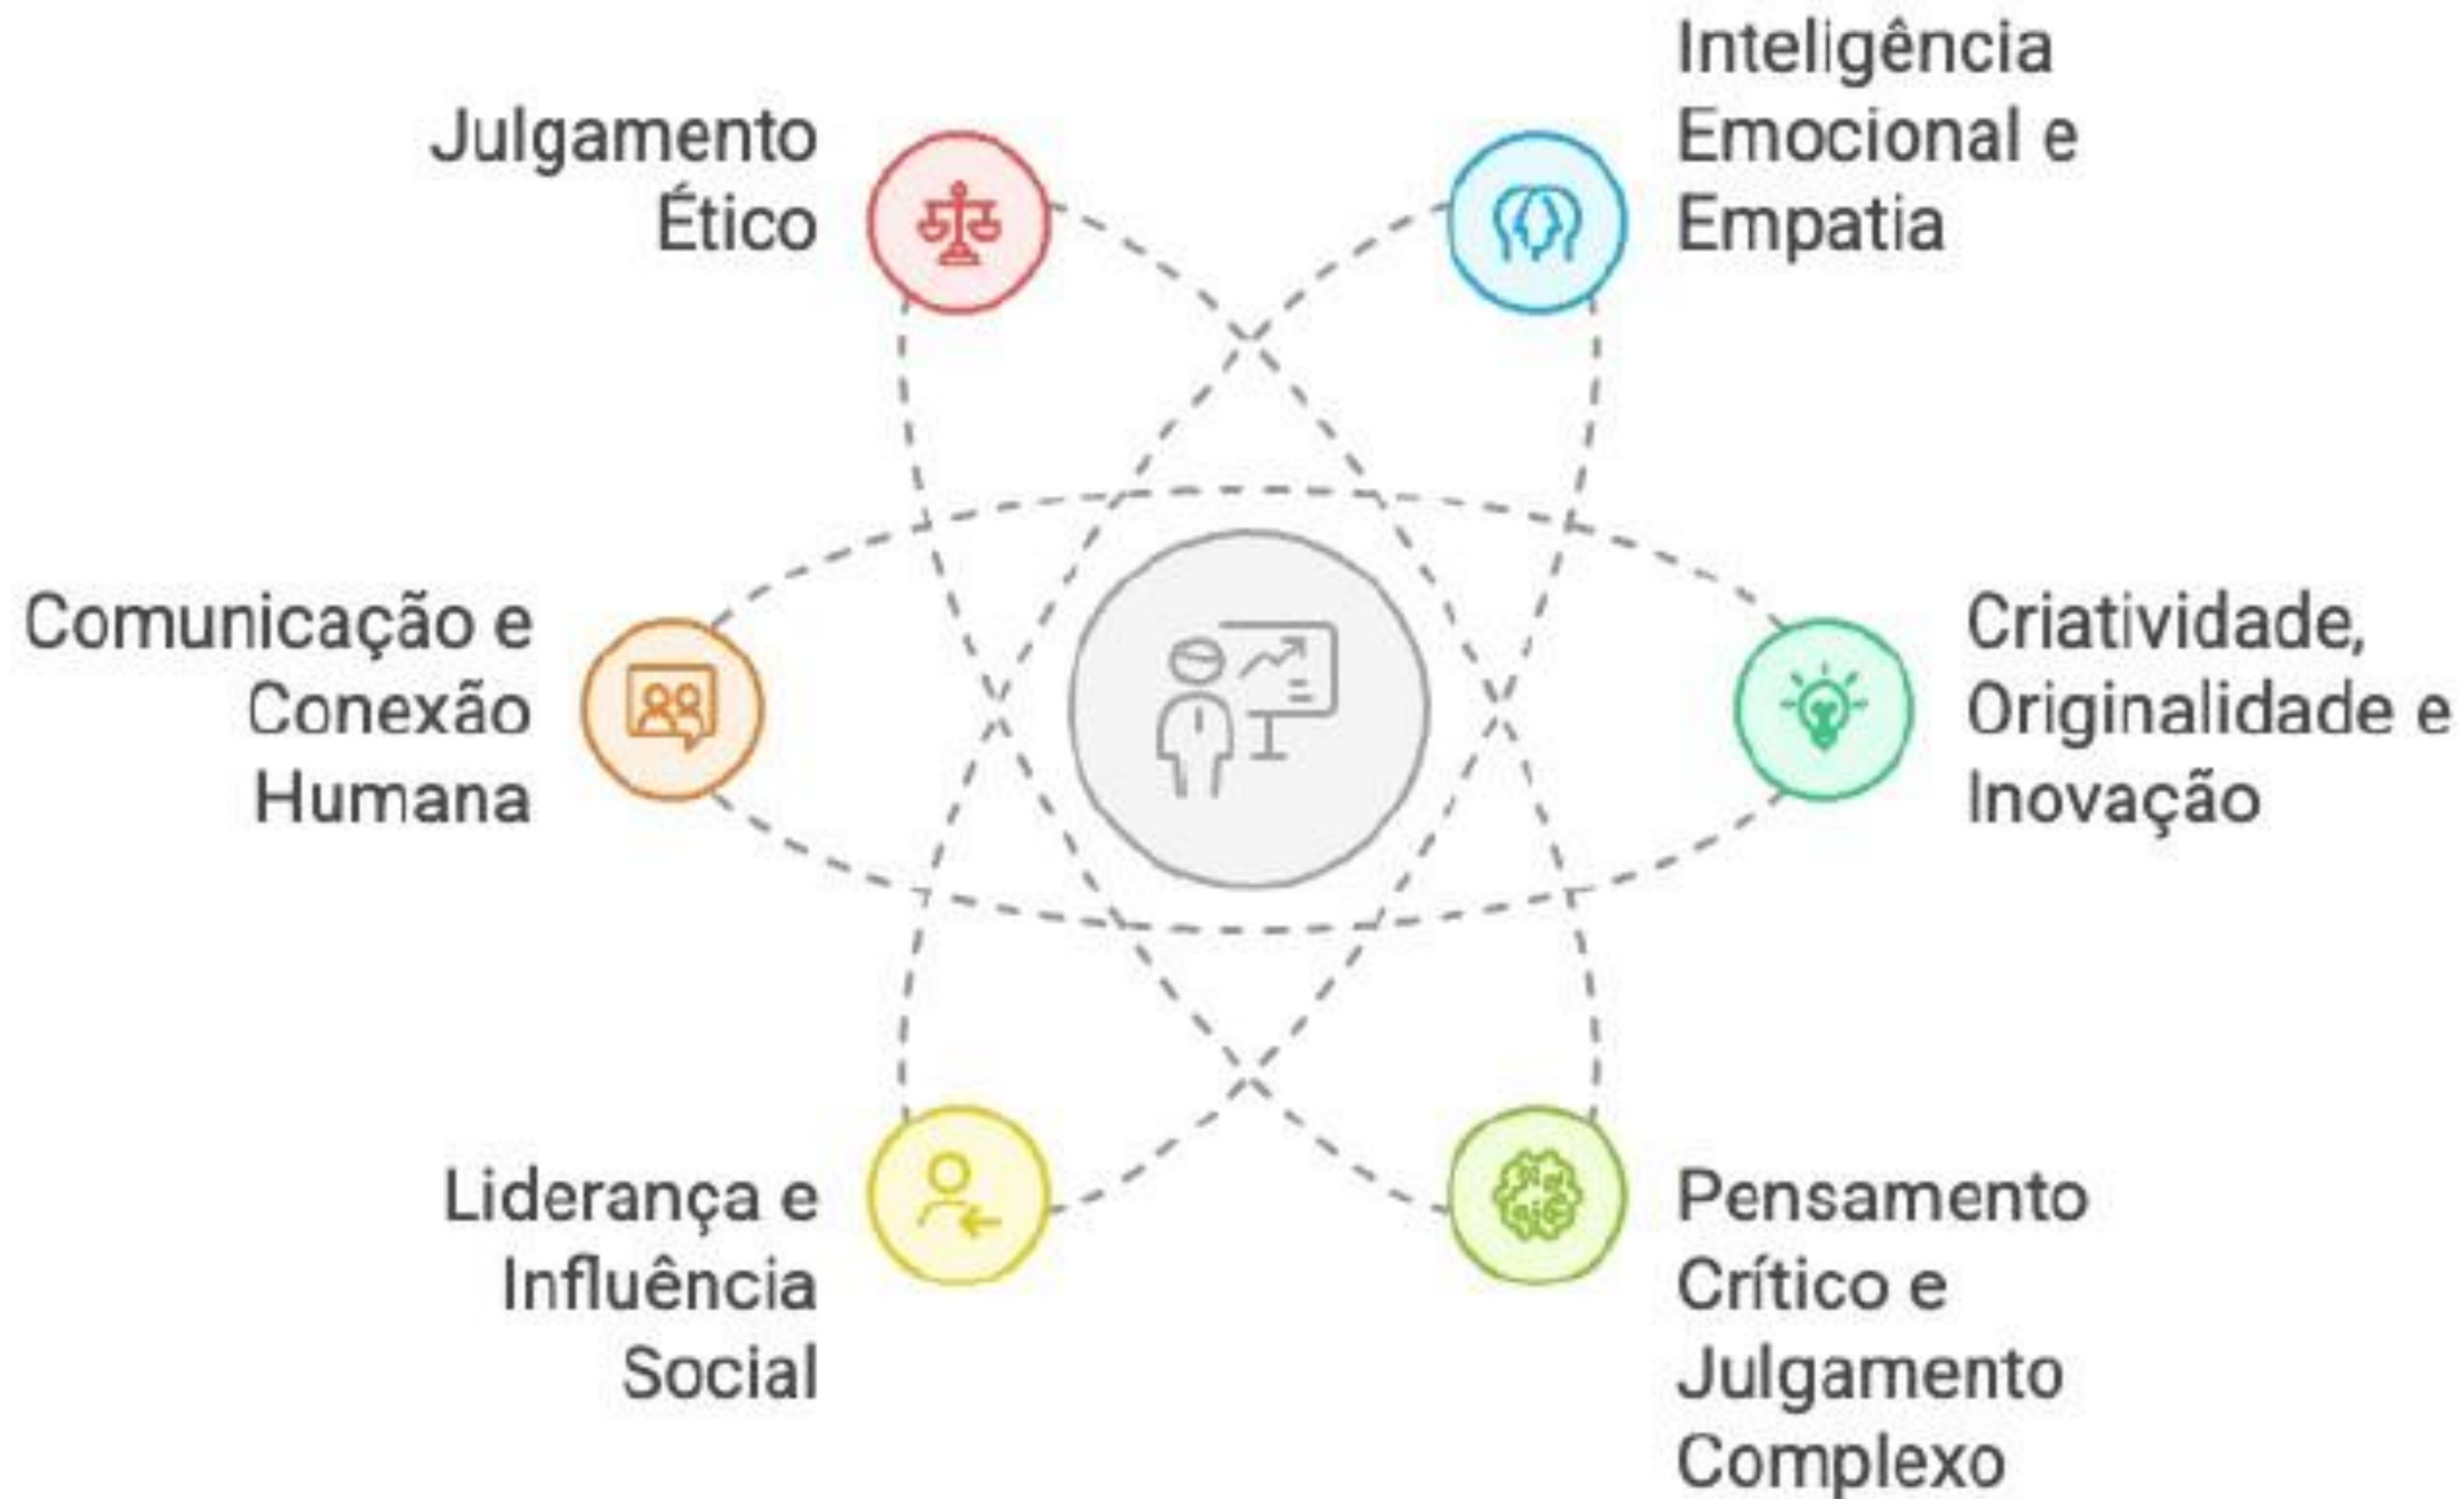 Julgamento
Ético
Inteligência
Emocional e
Empatia
Comunicação e
Conexão
Humana
Criatividade,
Originalidade e
Inovação
Liderança e
Influência
Social
Pensamento
Crítico e
Julgamento
Complexo